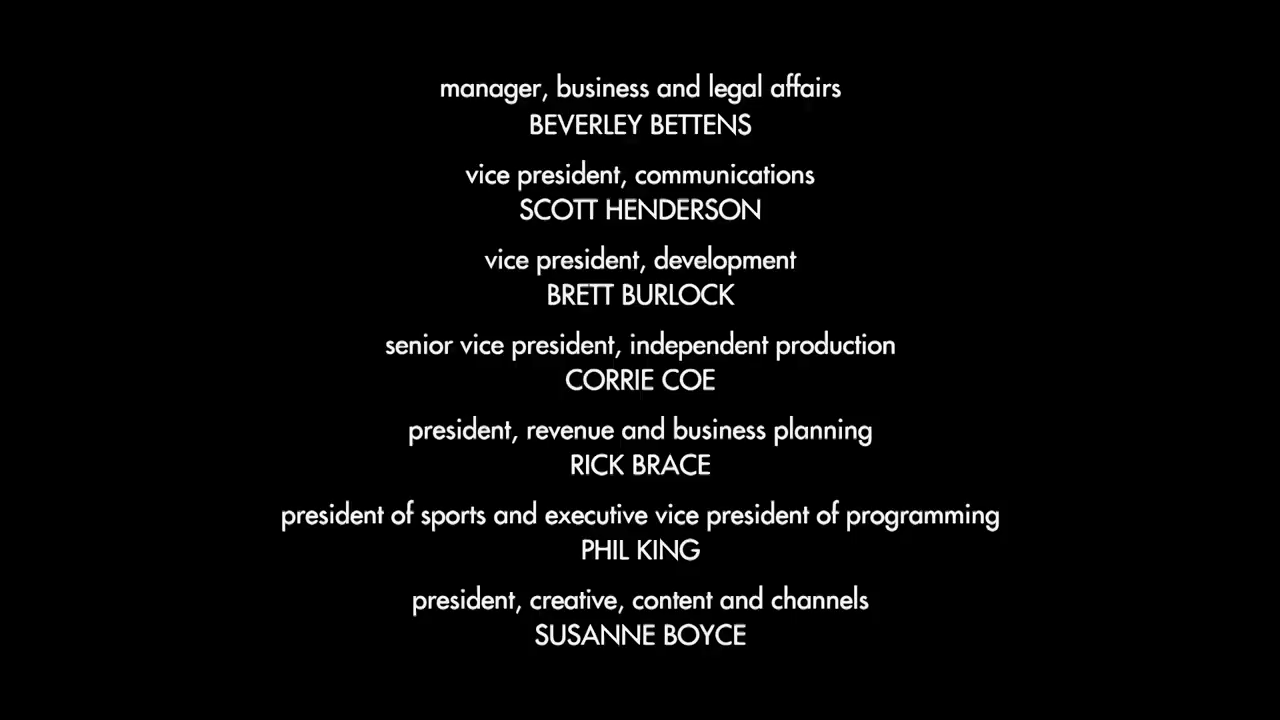 manager, business and legal affairs
BEVERLEY BETTENS
vice president, communications
SCOTT HENDERSON
vice president, development
BRETT BURLOCK
senior vice president, independent production
CORRIE COE
president, revenue and business planning
RICK BRACE
president of sports and executive vice president of programming
PHIL KING
president, creative, content and channels
SUSANNE BOYCE